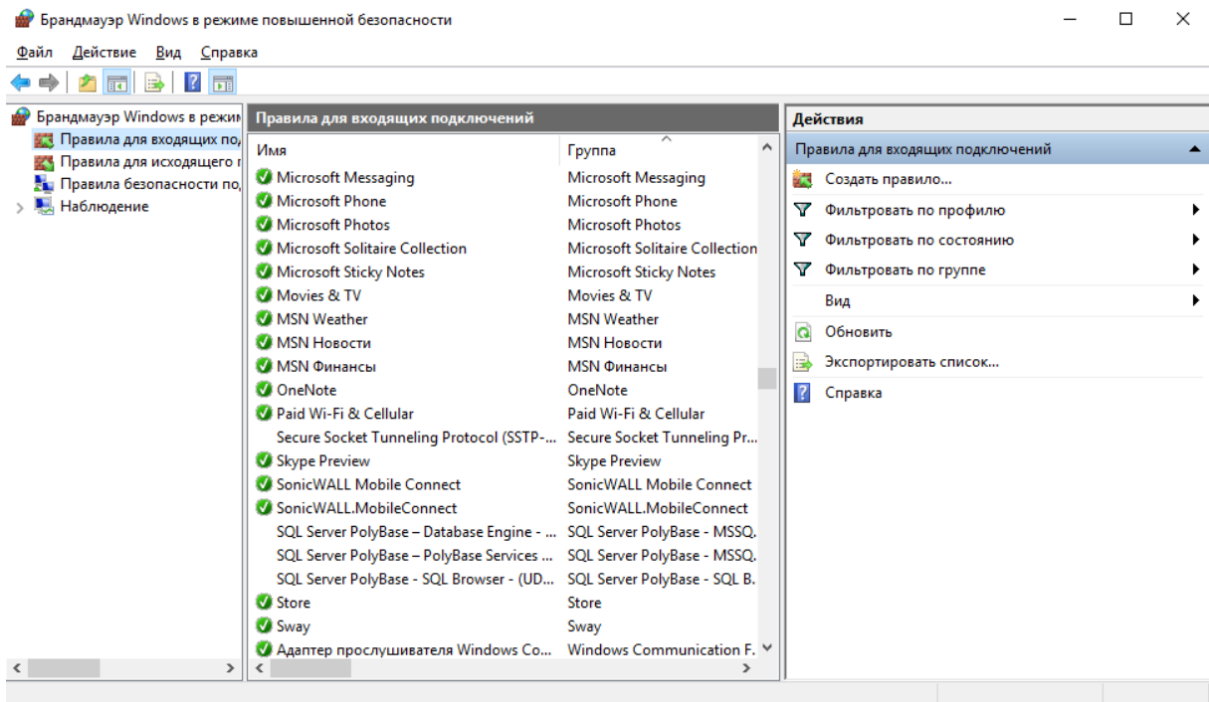 Брандмауэр Windows в режиме повышенной безопасности
Файл Действие Вид Справка
Брандмауэр Windows в режим
Правила для входящих по
Правила для исходящего
Правила безопасности по
Наблюдение
Правила для входящих подключений
Имя Группа
Microsoft Messaging Microsoft Messaging
Microsoft Phone Microsoft Phone
Microsoft Photos Microsoft Photos
Microsoft Solitaire Collection Microsoft Solitaire Collection
Microsoft Sticky Notes Microsoft Sticky Notes
Movies & TV Movies & TV
MSN Weather MSN Weather
MSN Новости MSN Новости
MSN Финансы MSN Финансы
OneNote OneNote
Paid Wi-Fi & Cellular Paid Wi-Fi & Cellular
Secure Socket Tunneling Protocol (SSTP-... Secure Socket Tunneling Pr...
Skype Preview Skype Preview
SonicWALL Mobile Connect SonicWALL Mobile Connect
SonicWALL.MobileConnect SonicWALL.MobileConnect
SQL Server PolyBase – Database Engine - ... SQL Server PolyBase - MSSQ.
SQL Server PolyBase – PolyBase Services ... SQL Server PolyBase - MSSQ.
SQL Server PolyBase - SQL Browser - (UD... SQL Server PolyBase - SQL B.
Store Store
Sway Sway
Адаптер прослушивателя Windows Co... Windows Communication F.
Действия
Правила для входящих подключений
Создать правило...
Фильтровать по профилю
Фильтровать по состоянию
Фильтровать по группе
Вид
Обновить
Экспортировать список...
Справка